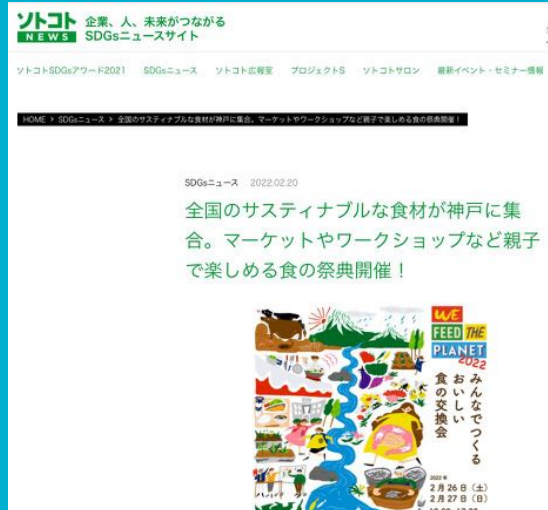 ソトコト 企業、人、未来がつながる
NEWS SDGsニュースサイト
ソトコトSDGsアワード2021 SDGsニュース ソトコト広報室 プロジェクトS ソトコトサロン 最新イベント・セミナー情報
HOME > SDGsニュース > 全国のサスティナブルな食材が神戸に集合。マーケットやワークショップなど親子で楽しめる食の祭典開催！
SDGsニュース 2022.02.20
全国のサスティナブルな食材が神戸に集
合。マーケットやワークショップなど親子
で楽しめる食の祭典開催！
WE
FEED THE
PLANET
2022
みんなでつくる
おいしい
食の交換会
2022年
2月26日（土）
2月27日（日）